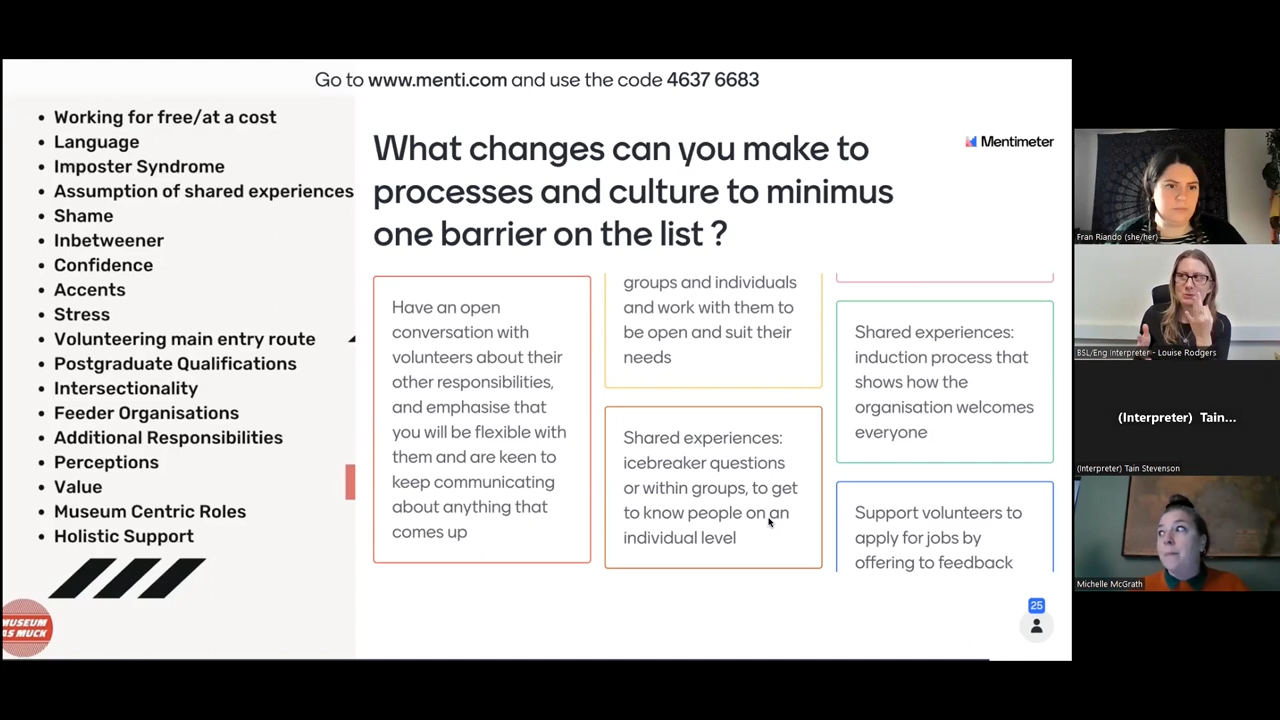 Go to www.menti.com and use the code 4637 6683
Working for free/at a cost
Language
Imposter Syndrome
Assumption of shared experiences
Shame
Inbetweener
Confidence
Accents
Stress
Volunteering main entry route
Postgraduate Qualifications
Intersectionality
Feeder Organisations
Additional Responsibilities
Perceptions
Value
Museum Centric Roles
Holistic Support
MUSEUM
AS MUCK
What changes can you make to
processes and culture to minimus
one barrier on the list ?
Mentimeter
Have an open
conversation with
volunteers about their
other responsibilities,
and emphasise that
you will be flexible with
them and are keen to
keep communicating
about anything that
comes up
groups and individuals
and work with them to
be open and suit their
needs
Shared experiences:
icebreaker questions
or within groups, to get
to know people on an
individual level
Shared experiences:
induction process that
shows how the
organisation welcomes
everyone
Support volunteers to
apply for jobs by
offering to feedback
25
Fran Riando (she/her)
BSL/Eng Interpreter - Louise Rodgers
(Interpreter) Tain...
(Interpreter) Tain Stevenson
Michelle McGrath